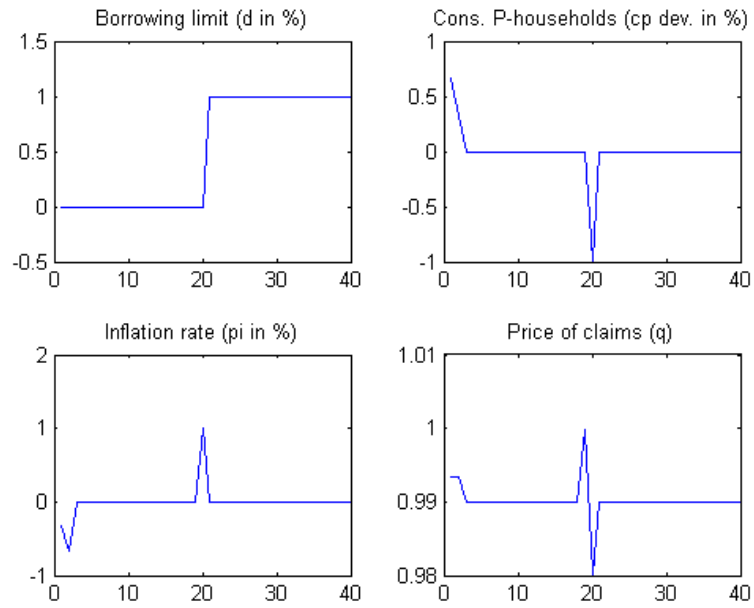 Borrowing limit (d in %)
1.5
1
0.5
0
-0.5
0 10 20 30 40
Cons. P-households (cp dev. in %)
1
0.5
0
-0.5
-1
0 10 20 30 40
Inflation rate (pi in %)
2
1
0
-1
0 10 20 30 40
Price of claims (q)
1.01
1
0.99
0.98
0 10 20 30 40